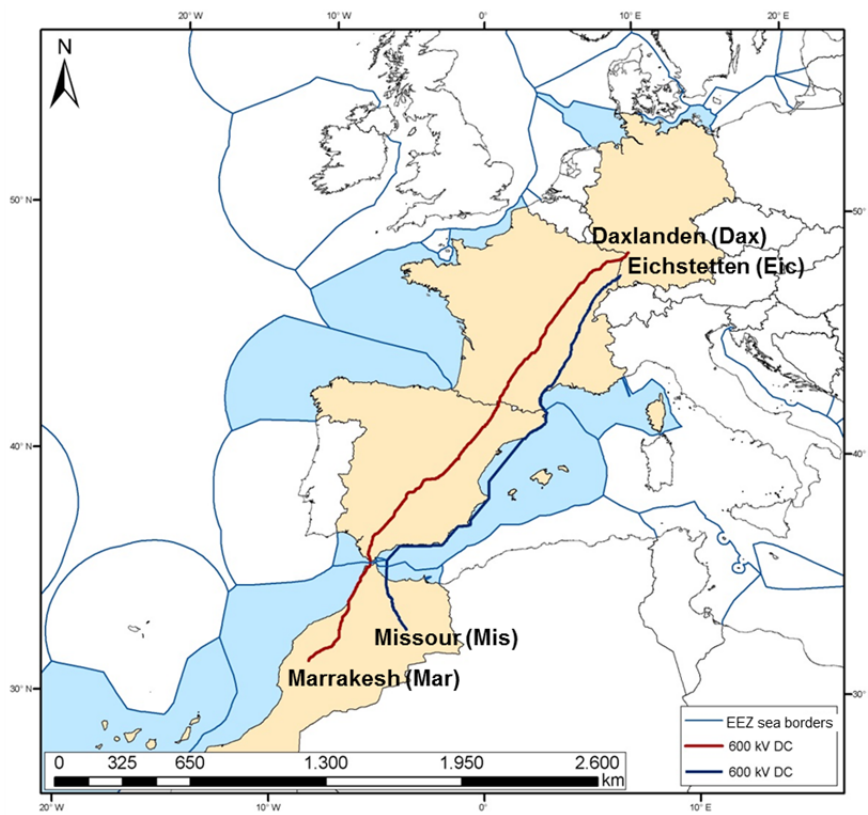 20° W 10° W 0° 10° E 20° E
N
50° N
50° N
Daxlanden (Dax)
Eichstetten (Eic)
40° N
40° N
Missour (Mis)
Marrakesh (Mar)
30° N
30° N
EEZ sea borders
600 kV DC
600 kV DC
0 325 650 1.300 1.950 2.600
km
20° W 10° W 0° 10° E